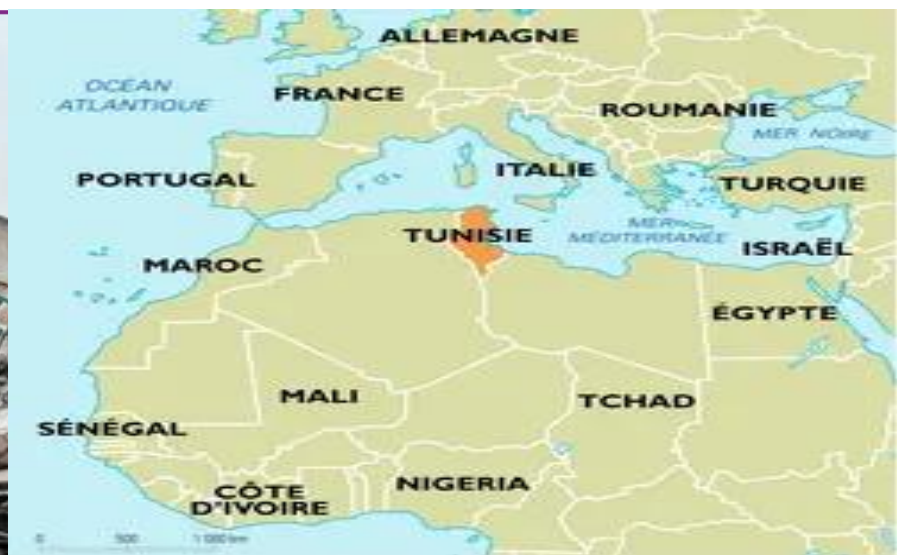 ALLEMAGNE
OCÉAN
ATLANTIQUE
FRANCE
ROUMANIE
MER NOIRE
PORTUGAL
ITALIE
TURQUIE
TUNISIE
MER
MÉDITERRANÉE
ISRAËL
MAROC
ÉGYPTE
MALI
TCHAD
SÉNÉGAL
CÔTE
D'IVOIRE
NIGERIA
0 500 1 000 km